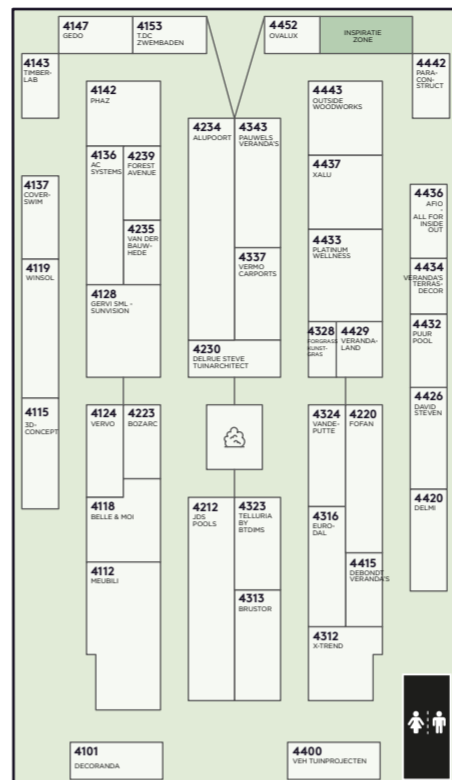 4147
GEDO
4153
T.DC
ZWEMBADEN
4452
OVALUX
INSPIRATIE
ZONE
4143
TIMBER-
LAB
4442
PARA-
CON-
STRUCT
4142
PHAZ
4443
OUTSIDE
WOODWORKS
4234
ALUPOORT
4343
PAUWELS
VERANDA'S
4136
AC
SYSTEMS
4239
FOREST
AVENUE
4437
XALU
4137
COVER-
SWIM
4436
AFIO
-
ALL FOR
INSIDE
OUT
4235
VAN DER
BAUW-
HEDE
4433
PLATINUM
WELLNESS
4337
VERMO
CARPORTS
4119
WINSOL
4434
VERANDA'S
TERRAS-
DECOR
4128
GERVI SML -
SUNVISION
4432
PUUR
POOL
4328
FORGRASS
KUNST-
GRAS
4429
VERANDA-
LAND
4230
DELRUE STEVE
TUINARCHITECT
4426
DAVID
STEVEN
4115
3D-
CONCEPT
4124
VERVO
4223
BOZARC
4324
VANDE-
PUTTE
4220
FOFAN
4420
DELMI
4118
BELLE & MOI
4212
JDS
POOLS
4323
TELLURIA
BY
BTDIMS
4316
EURO-
DAL
4112
MEUBILI
4415
DEBONDT
VERANDA'S
4313
BRUSTOR
4312
X-TREND
4101
DECORANDA
4400
VEH TUINPROJECTEN